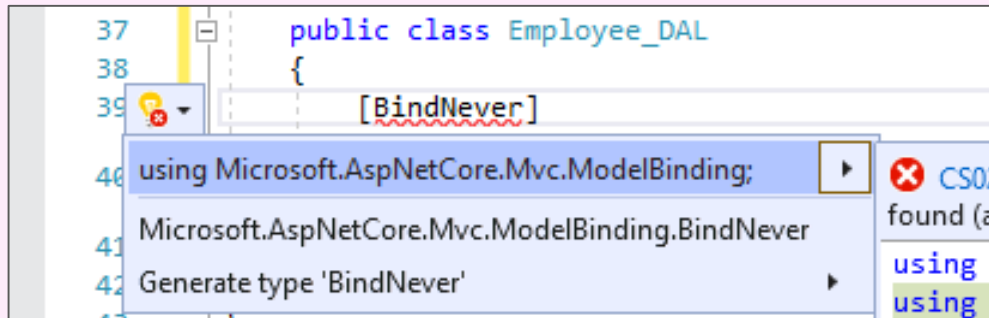 37 public class Employee_DAL
38 {
39 [BindNever]
40 using Microsoft.AspNetCore.Mvc.ModelBinding;
CS02
found (a
Microsoft.AspNetCore.Mvc.ModelBinding.BindNever
41
using
42 Generate type 'BindNever'
using